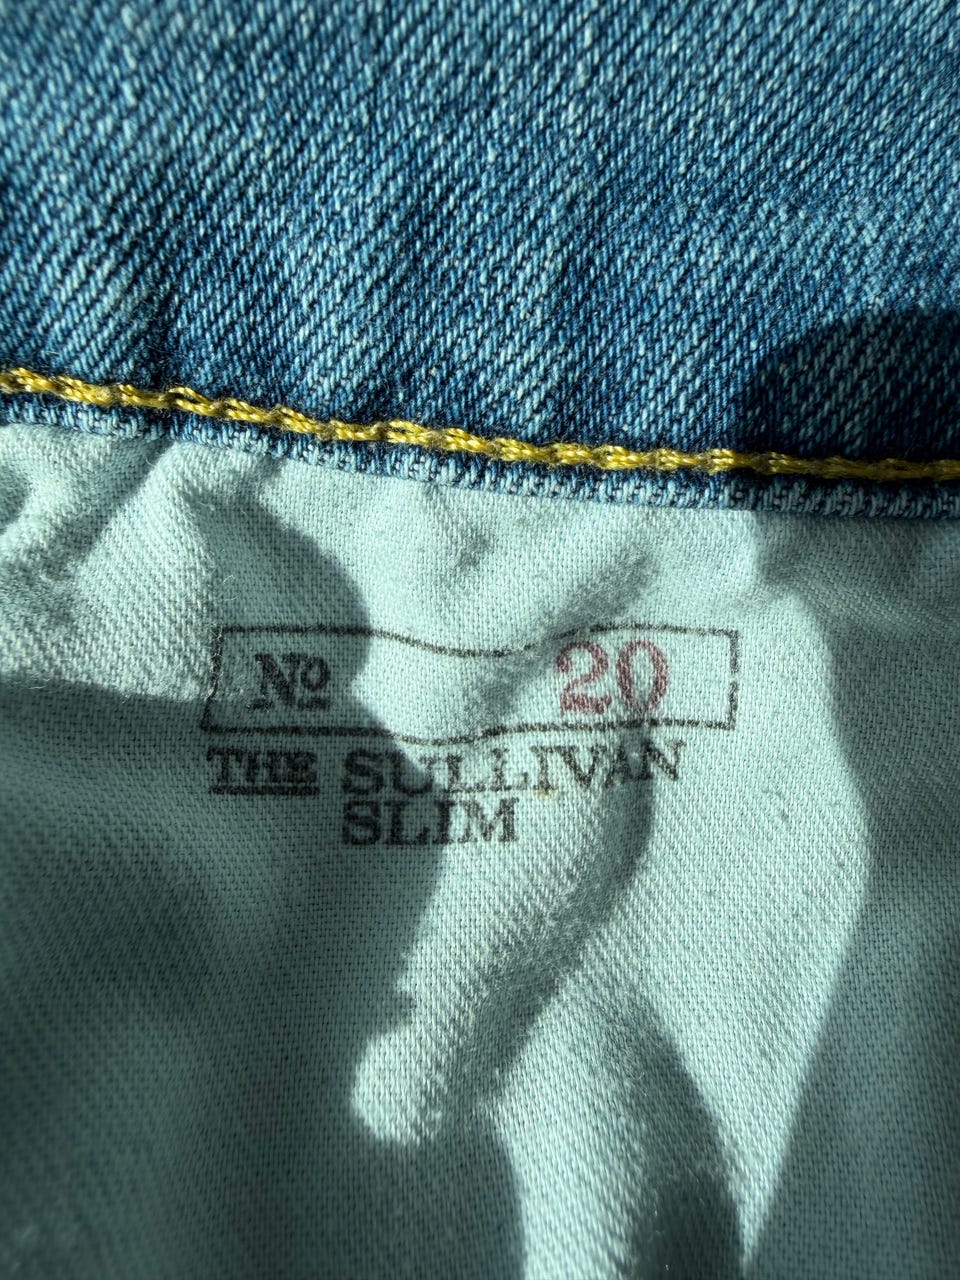 No 20
THE SULLIVAN
SLIM